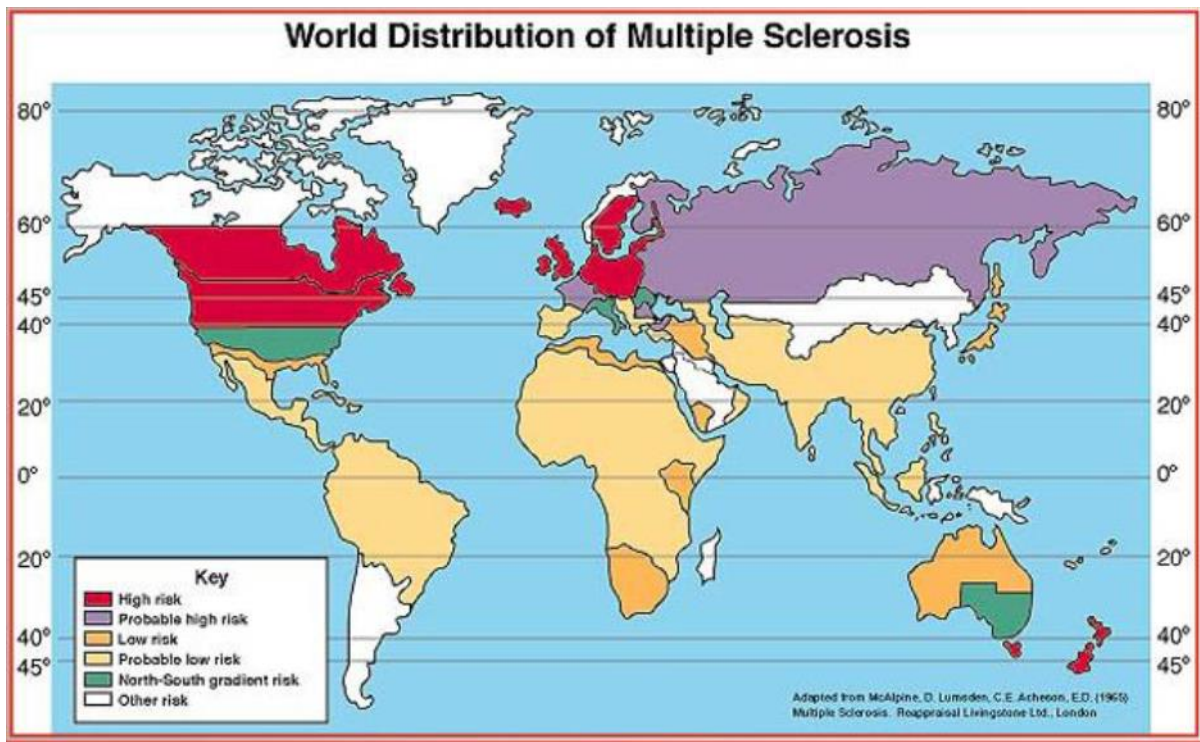 World Distribution of Multiple Sclerosis
80° 80°
60° 60°
45° 45°
40° 40°
20° 20°
0° 0°
20° 20°
40° 40°
45° 45°
Key
High risk
Probable high risk
Low risk
Probable low risk
North-South gradient risk
Other risk
Adapted from McAlpine, D. Lumsden, C.E. Acheson, E.D. (1965)
Multiple Sclerosis. Reappraisal Livingstone Ltd., London